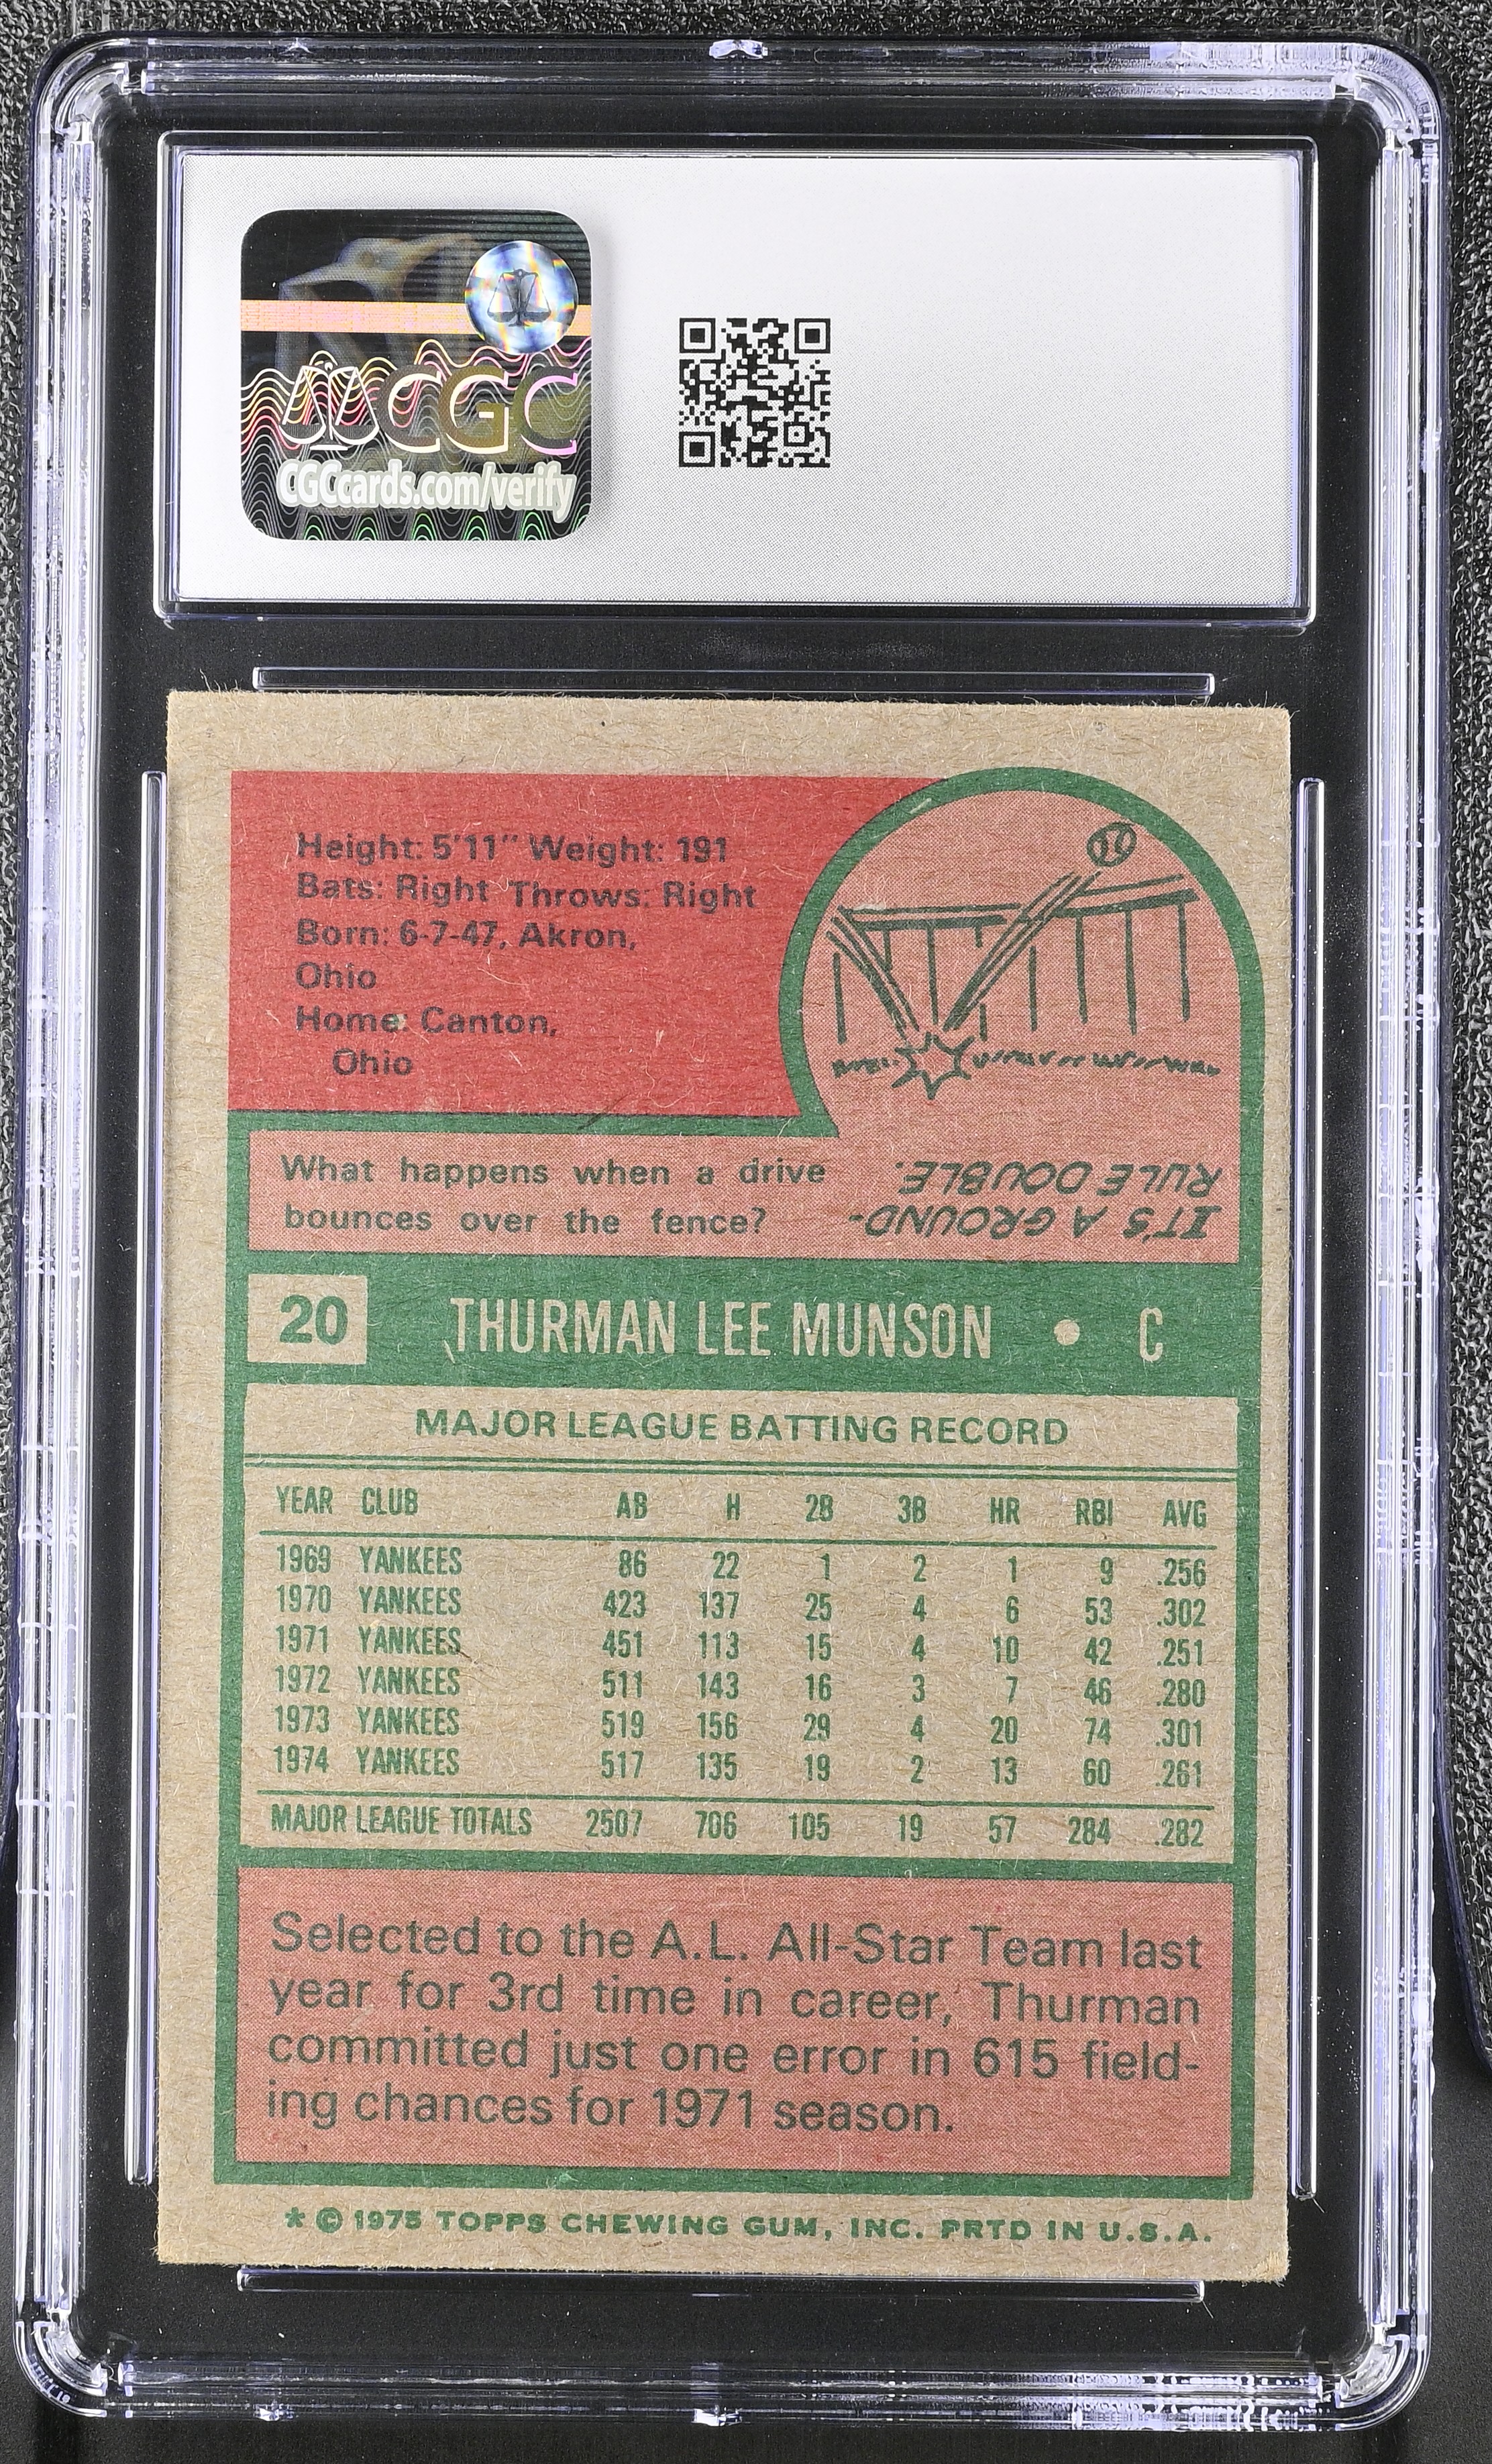 CGC
CGCcards.com/verify
Height: 5'11" Weight: 191
Bats: Right Throws: Right
Born: 6-7-47, Akron,
Ohio
Home: Canton,
Ohio
What happens when a drive
bounces over the fence?
IT'S A GROUND-
RULE DOUBLE.
20 THURMAN LEE MUNSON • C
MAJOR LEAGUE BATTING RECORD
YEAR CLUB AB H 2B 3B HR RBI AVG
1969 YANKEES 86 22 1 2 1 9 .256
1970 YANKEES 423 137 25 4 6 53 .302
1971 YANKEES 451 113 15 4 10 42 .251
1972 YANKEES 511 143 16 3 7 46 .280
1973 YANKEES 519 156 29 4 20 74 .301
1974 YANKEES 517 135 19 2 13 60 .261
MAJOR LEAGUE TOTALS 2507 706 105 19 57 284 .282
Selected to the A.L. All-Star Team last
year for 3rd time in career, Thurman
committed just one error in 615 field-
ing chances for 1971 season.
* © 1975 TOPPS CHEWING GUM, INC. PRTD IN U.S.A.